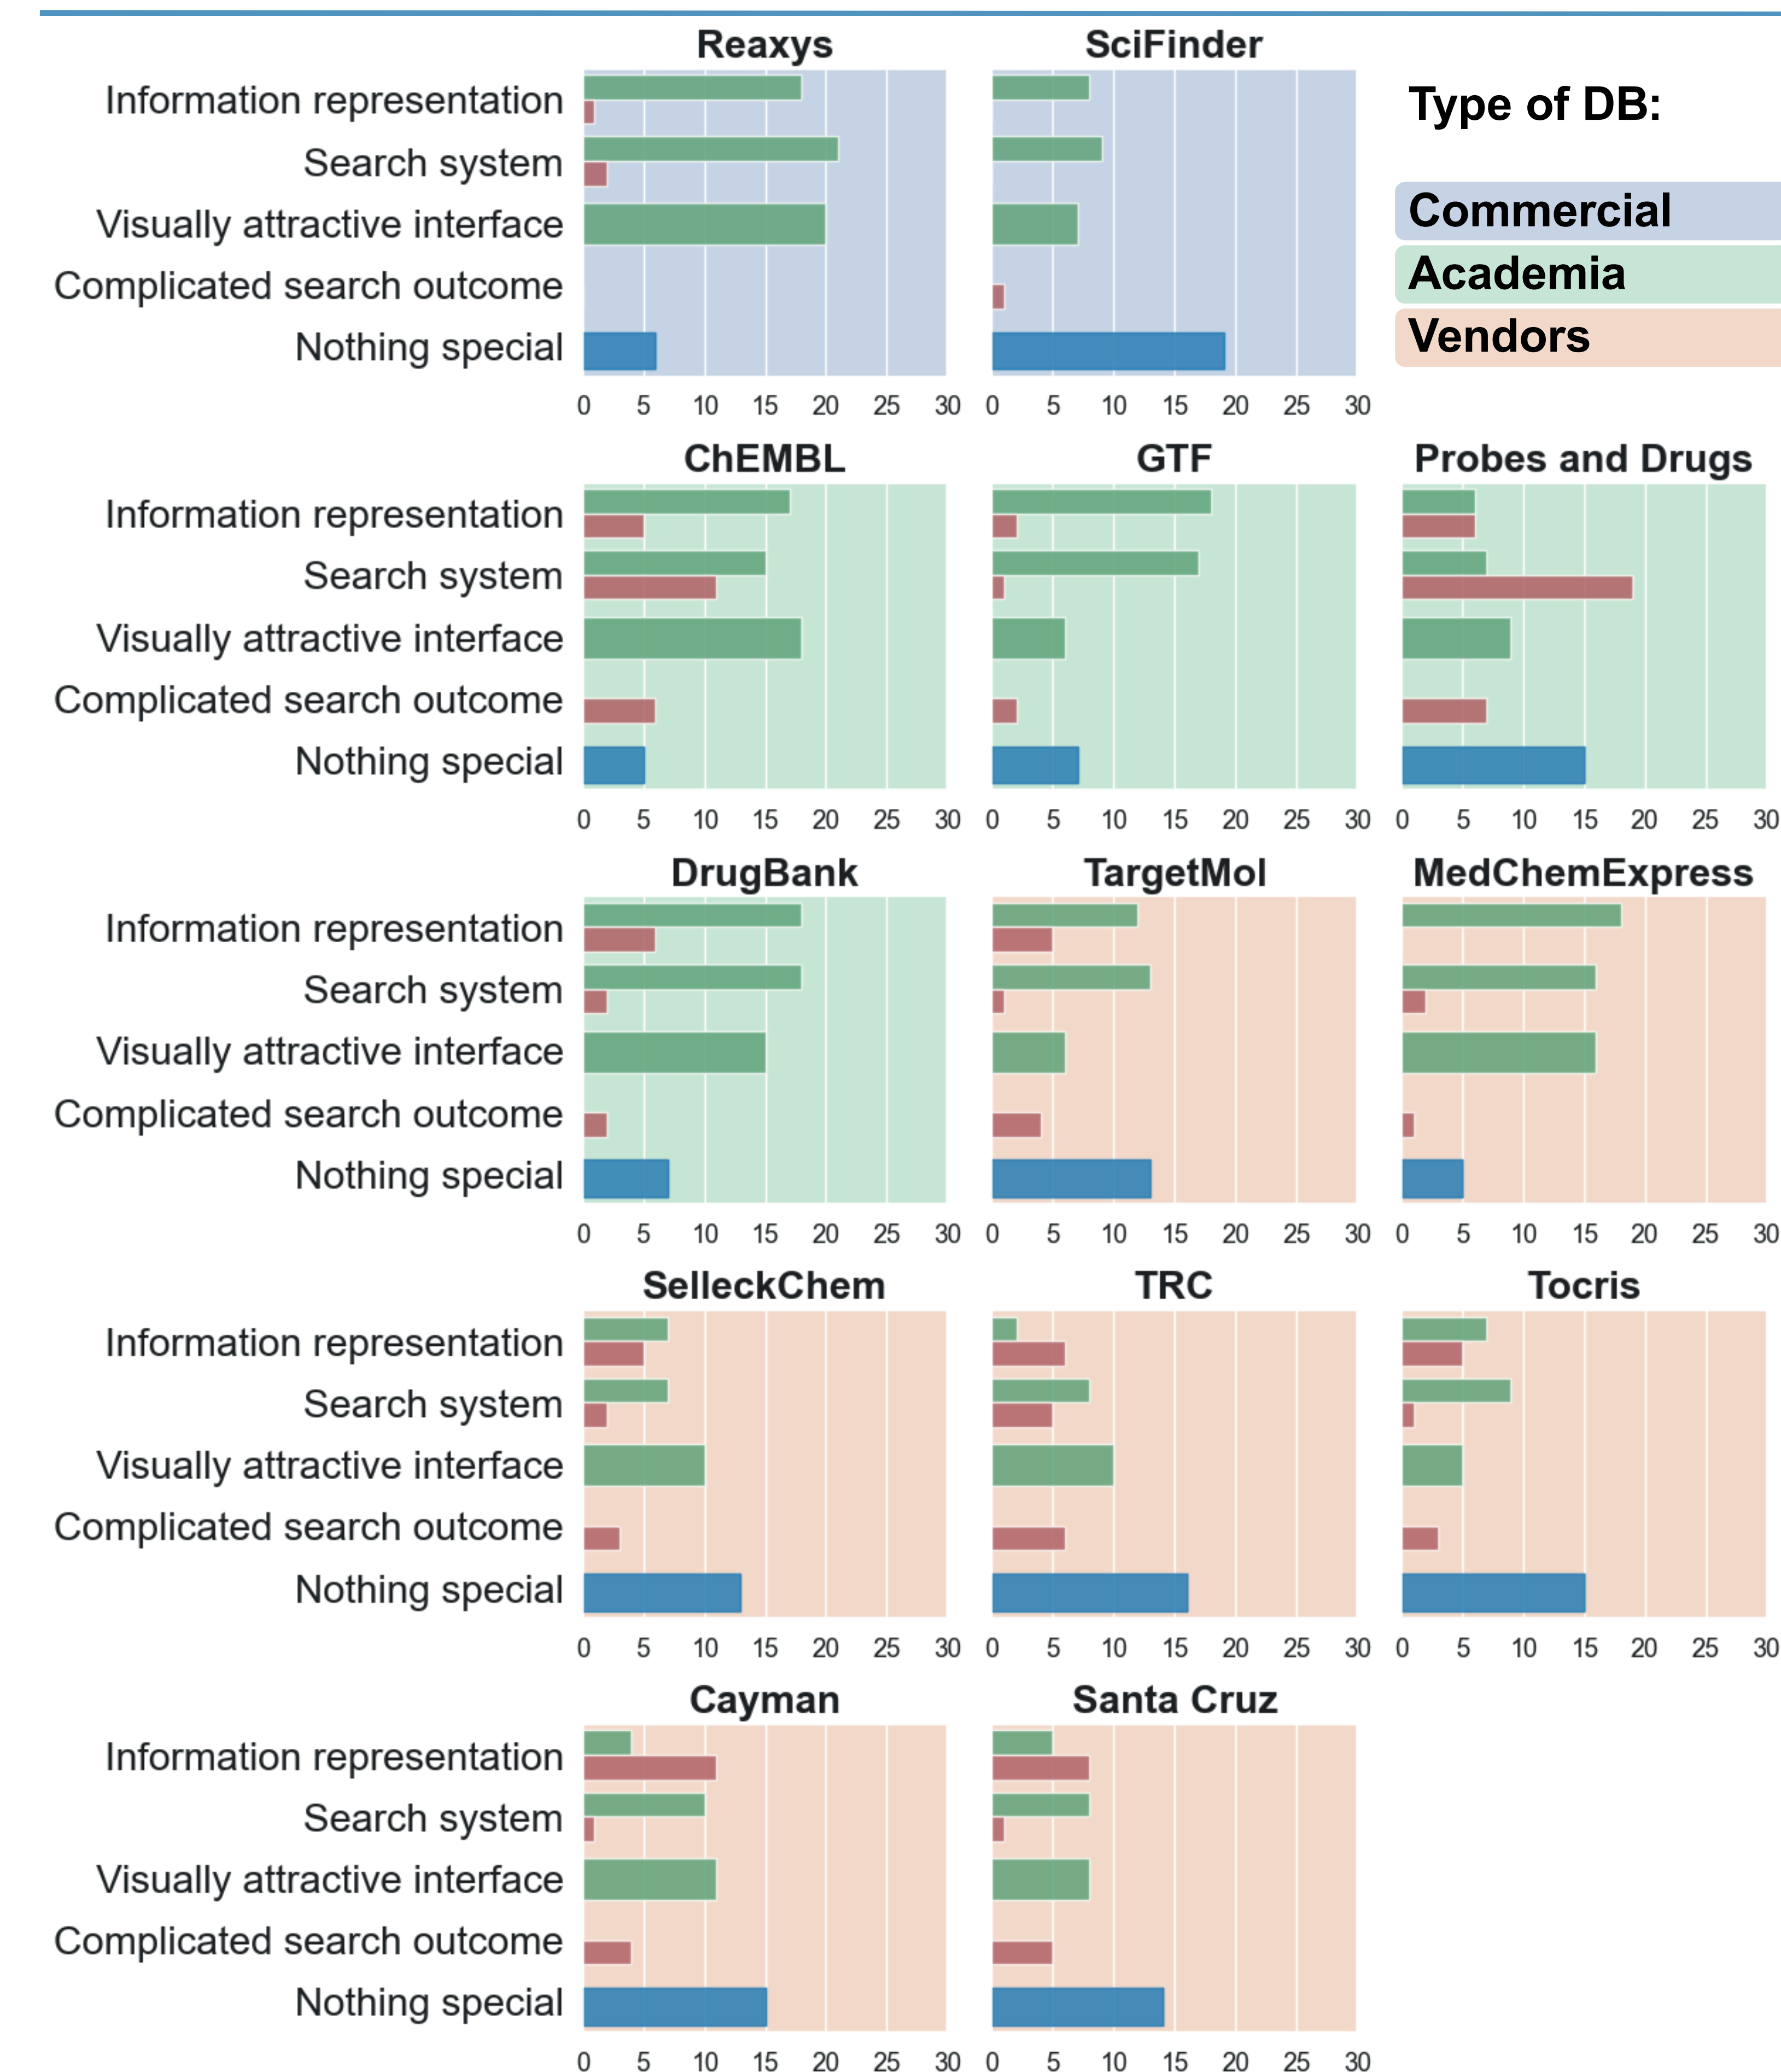 Reaxys
SciFinder
Type of DB:
Commercial
Academia
Vendors
Information representation
Search system
Visually attractive interface
Complicated search outcome
Nothing special
0 5 10 15 20 25 30
0 5 10 15 20 25 30
ChEMBL
GTF
Probes and Drugs
Information representation
Search system
Visually attractive interface
Complicated search outcome
Nothing special
0 5 10 15 20 25 30
0 5 10 15 20 25 30
0 5 10 15 20 25 30
DrugBank
TargetMol
MedChemExpress
Information representation
Search system
Visually attractive interface
Complicated search outcome
Nothing special
0 5 10 15 20 25 30
0 5 10 15 20 25 30
0 5 10 15 20 25 30
SelleckChem
TRC
Tocris
Information representation
Search system
Visually attractive interface
Complicated search outcome
Nothing special
0 5 10 15 20 25 30
0 5 10 15 20 25 30
0 5 10 15 20 25 30
Cayman
Santa Cruz
Information representation
Search system
Visually attractive interface
Complicated search outcome
Nothing special
0 5 10 15 20 25 30
0 5 10 15 20 25 30